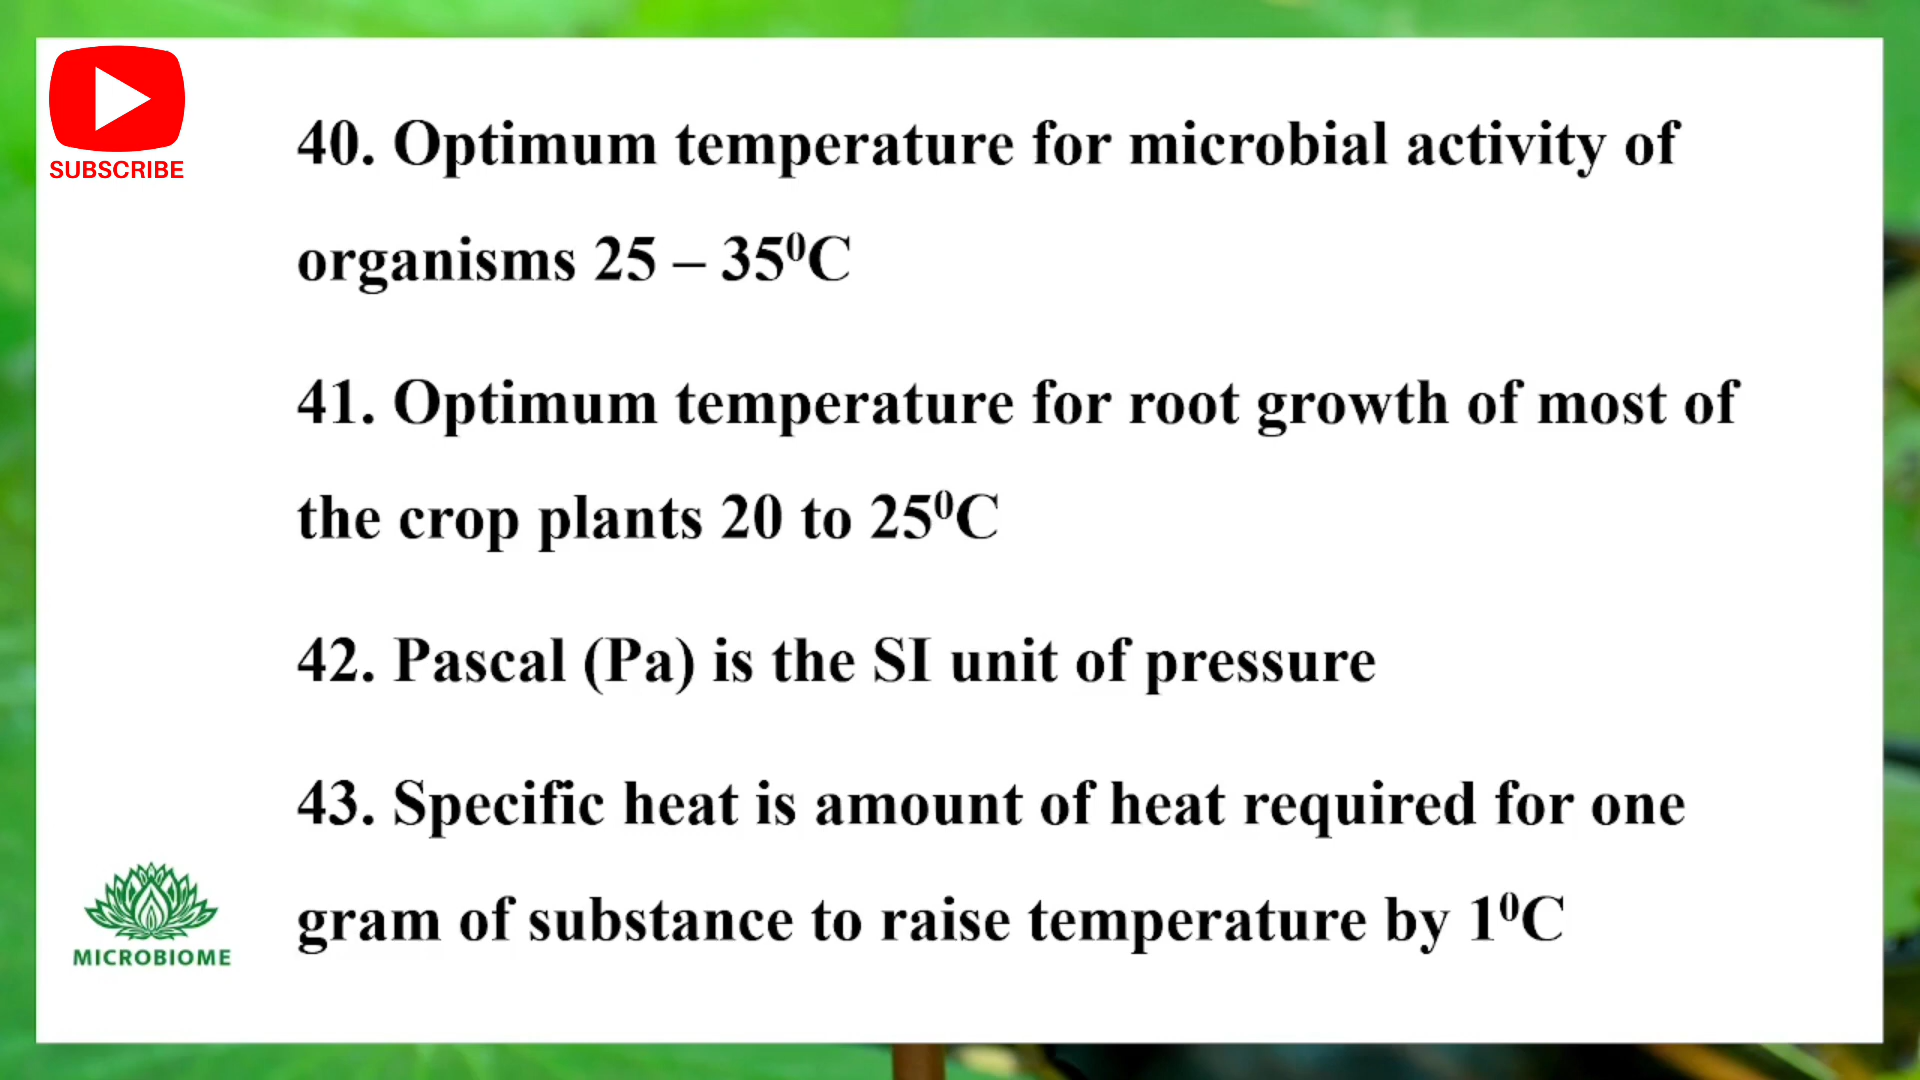 SUBSCRIBE
40. Optimum temperature for microbial activity of
organisms 25 – 35⁰C
41. Optimum temperature for root growth of most of
the crop plants 20 to 25⁰C
42. Pascal (Pa) is the SI unit of pressure
43. Specific heat is amount of heat required for one
gram of substance to raise temperature by 1⁰C
MICROBIOME